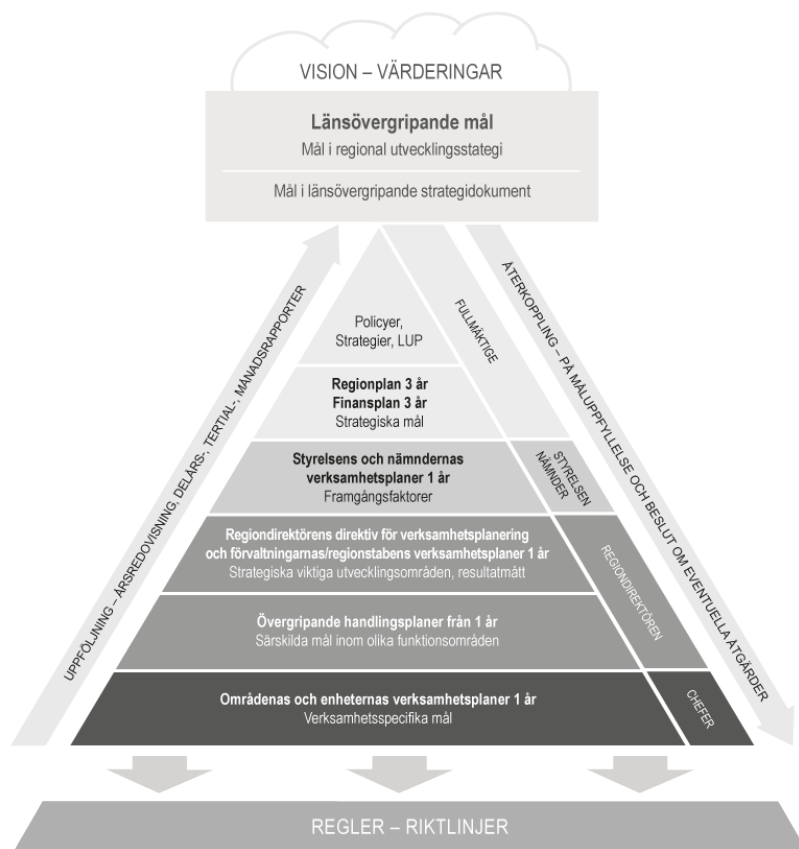 VISION – VÄRDERINGAR
Länsövergripande mål
Mål i regional utvecklingsstategi
Mål i länsövergripande strategidokument
UPPFÖLJNING – ÅRSREDOVISNING, DELÅRS-, TERTIAL-, MÅNADSRAPPORTER
ÅTERKOPPLING – PÅ MÅLUPPFYLLELSE OCH BESLUT OM EVENTUELLA ÅTGÄRDER
Policyer,
Strategier, LUP
FULLMÄKTIGE
Regionplan 3 år
Finansplan 3 år
Strategiska mål
Styrelsens och nämndernas
verksamhetsplaner 1 år
Framgångsfaktorer
STYRELSEN
NÄMNDER
Regiondirektörens direktiv för verksamhetsplanering
och förvaltningarnas/regionstabens verksamhetsplaner 1 år
Strategiska viktiga utvecklingsområden, resultatmått
REGIONDIREKTÖREN
Övergripande handlingsplaner från 1 år
Särskilda mål inom olika funktionsområden
Områdenas och enheternas verksamhetsplaner 1 år
Verksamhetsspecifika mål
CHEFER
REGLER – RIKTLINJER